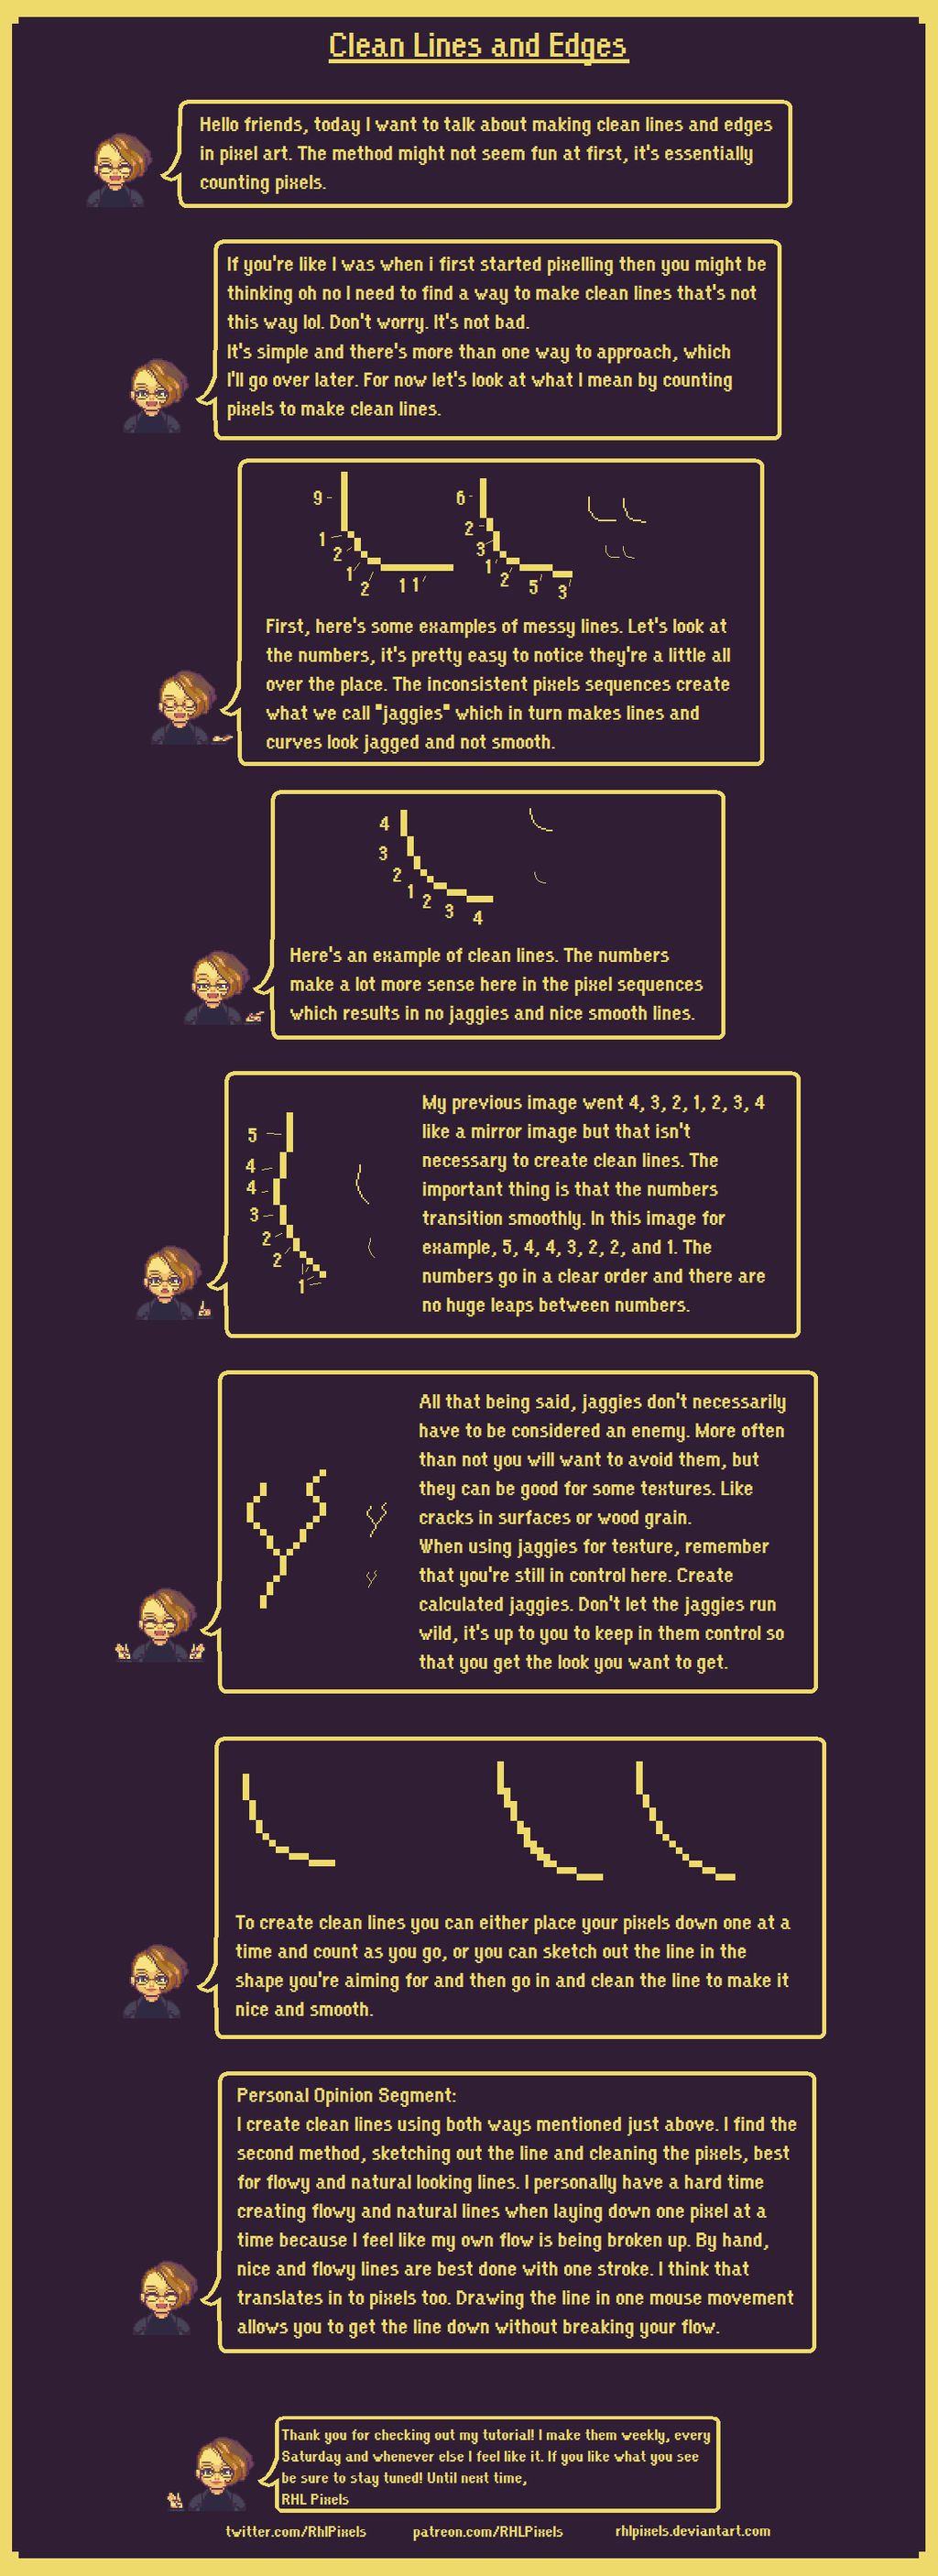 Clean Lines and Edges
Hello friends, today I want to talk about making clean lines and edges
in pixel art. The method might not seem fun at first, it's essentially
counting pixels.
If you're like I was when i first started pixelling then you might be
thinking oh no I need to find a way to make clean lines that's not
this way lol. Don't worry. It's not bad.
It's simple and there's more than one way to approach, which
I'll go over later. For now let's look at what I mean by counting
pixels to make clean lines.
9
1
2
1
2
11
6
2
3
1
2
5
3
First, here's some examples of messy lines. Let's look at
the numbers, it's pretty easy to notice they're a little all
over the place. The inconsistent pixels sequences create
what we call "jaggies" which in turn makes lines and
curves look jagged and not smooth.
4
3
2
1
2
3
4
Here's an example of clean lines. The numbers
make a lot more sense here in the pixel sequences
which results in no jaggies and nice smooth lines.
5
4
4
3
2
2
1
My previous image went 4, 3, 2, 1, 2, 3, 4
like a mirror image but that isn't
necessary to create clean lines. The
important thing is that the numbers
transition smoothly. In this image for
example, 5, 4, 4, 3, 2, 2, and 1. The
numbers go in a clear order and there are
no huge leaps between numbers.
All that being said, jaggies don't necessarily
have to be considered an enemy. More often
than not you will want to avoid them, but
they can be good for some textures. Like
cracks in surfaces or wood grain.
When using jaggies for texture, remember
that you're still in control here. Create
calculated jaggies. Don't let the jaggies run
wild, it's up to you to keep in them control so
that you get the look you want to get.
To create clean lines you can either place your pixels down one at a
time and count as you go, or you can sketch out the line in the
shape you're aiming for and then go in and clean the line to make it
nice and smooth.
Personal Opinion Segment:
I create clean lines using both ways mentioned just above. I find the
second method, sketching out the line and cleaning the pixels, best
for flowy and natural looking lines. I personally have a hard time
creating flowy and natural lines when laying down one pixel at a
time because I feel like my own flow is being broken up. By hand,
nice and flowy lines are best done with one stroke. I think that
translates in to pixels too. Drawing the line in one mouse movement
allows you to get the line down without breaking your flow.
Thank you for checking out my tutorial! I make them weekly, every
Saturday and whenever else I feel like it. If you like what you see
be sure to stay tuned! Until next time,
RHL Pixels
twitter.com/RhlPixels patreon.com/RHLPixels rhlpixels.deviantart.com